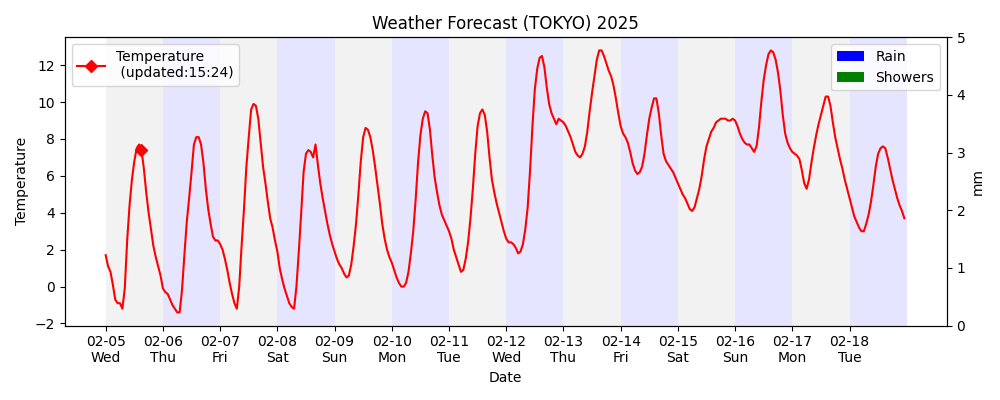 Weather Forecast (TOKYO) 2025
Temperature
(updated:15:24)
Rain
Showers
12
10
8
6
4
2
0
−2
Temperature
5
4
3
2
1
0
mm
02-05 02-06 02-07 02-08 02-09 02-10 02-11 02-12 02-13 02-14 02-15 02-16 02-17 02-18
Wed Thu Fri Sat Sun Mon Tue Wed Thu Fri Sat Sun Mon Tue
Date